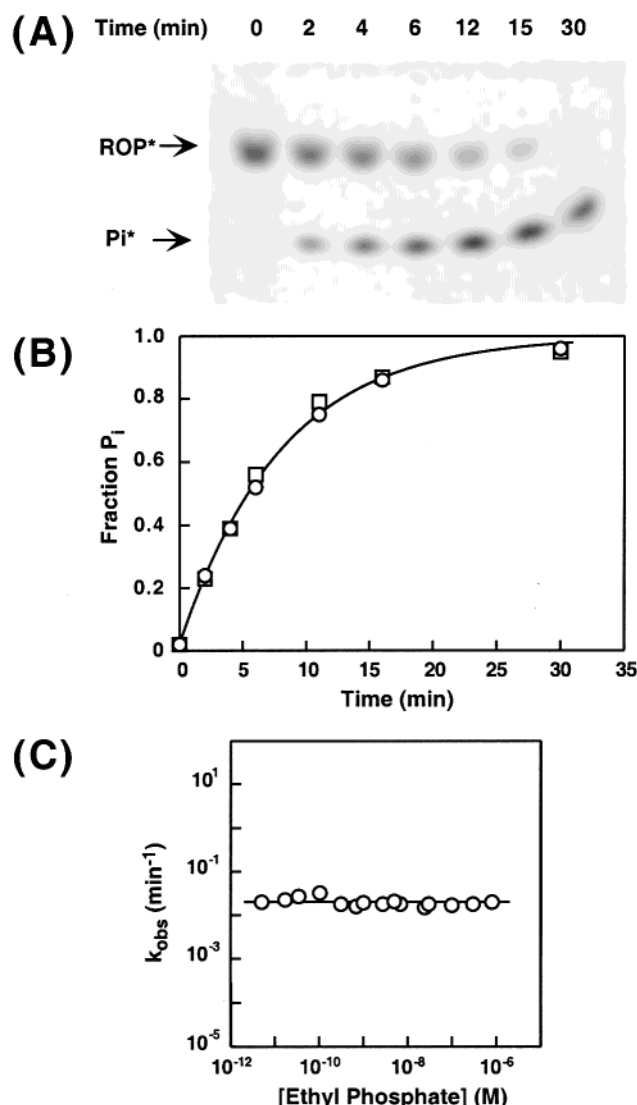 (A)
Time (min) 0 2 4 6 12 15 30
ROP*
Pi*
(B)
1.0
0.8
0.6
0.4
0.2
0
Fraction Pi
0 5 10 15 20 25 30 35
Time (min)
(C)
10^1
10^-1
10^-3
10^-5
kobs (min^-1)
10^-12 10^-10 10^-8 10^-6
[Ethyl Phosphate] (M)